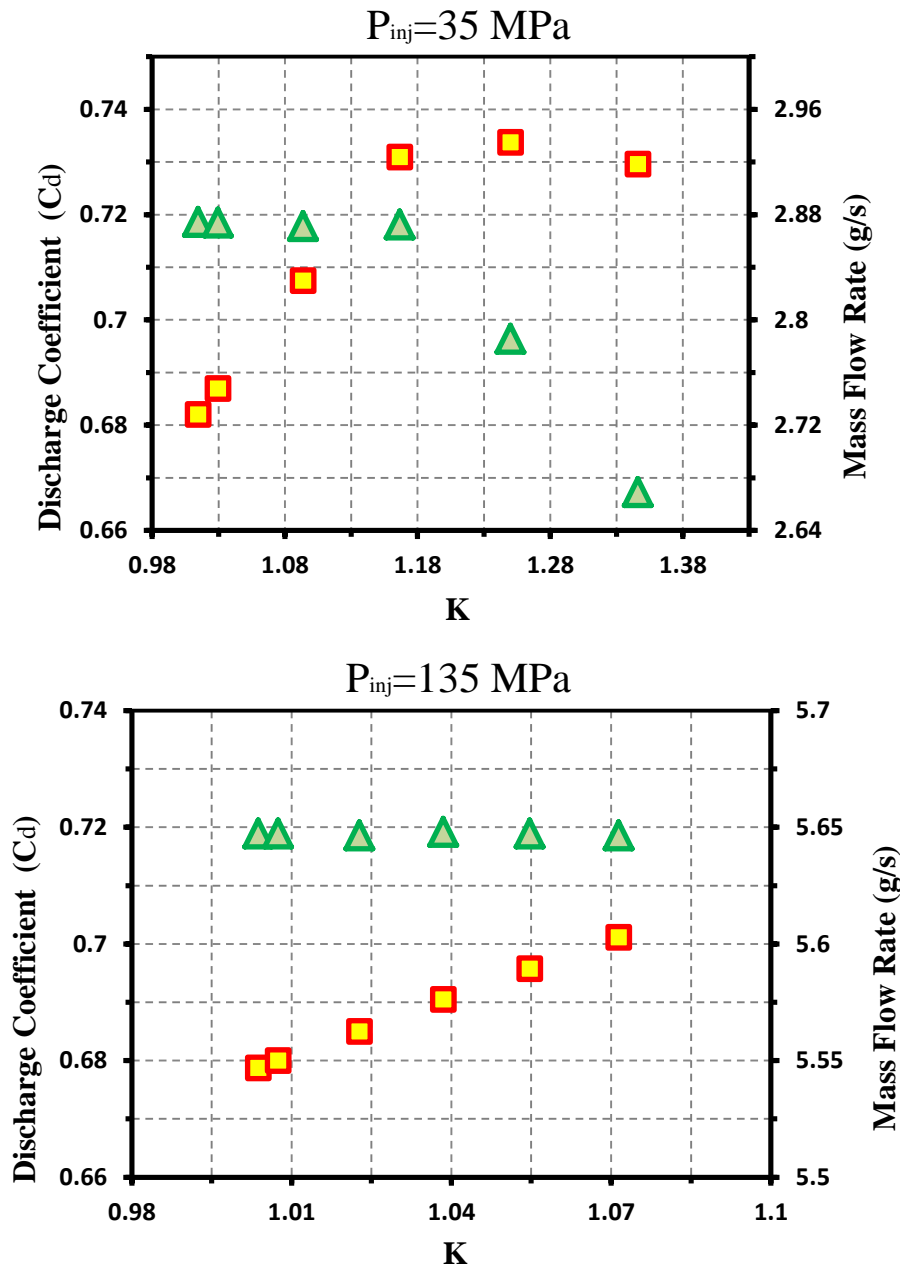 Pinj=35 MPa
Discharge Coefficient (Cd)
0.74
0.72
0.7
0.68
0.66
2.96
2.88
2.8
2.72
2.64
Mass Flow Rate (g/s)
0.98 1.08 1.18 1.28 1.38
K
Pinj=135 MPa
Discharge Coefficient (Cd)
0.74
0.72
0.7
0.68
0.66
5.7
5.65
5.6
5.55
5.5
Mass Flow Rate (g/s)
0.98 1.01 1.04 1.07 1.1
K